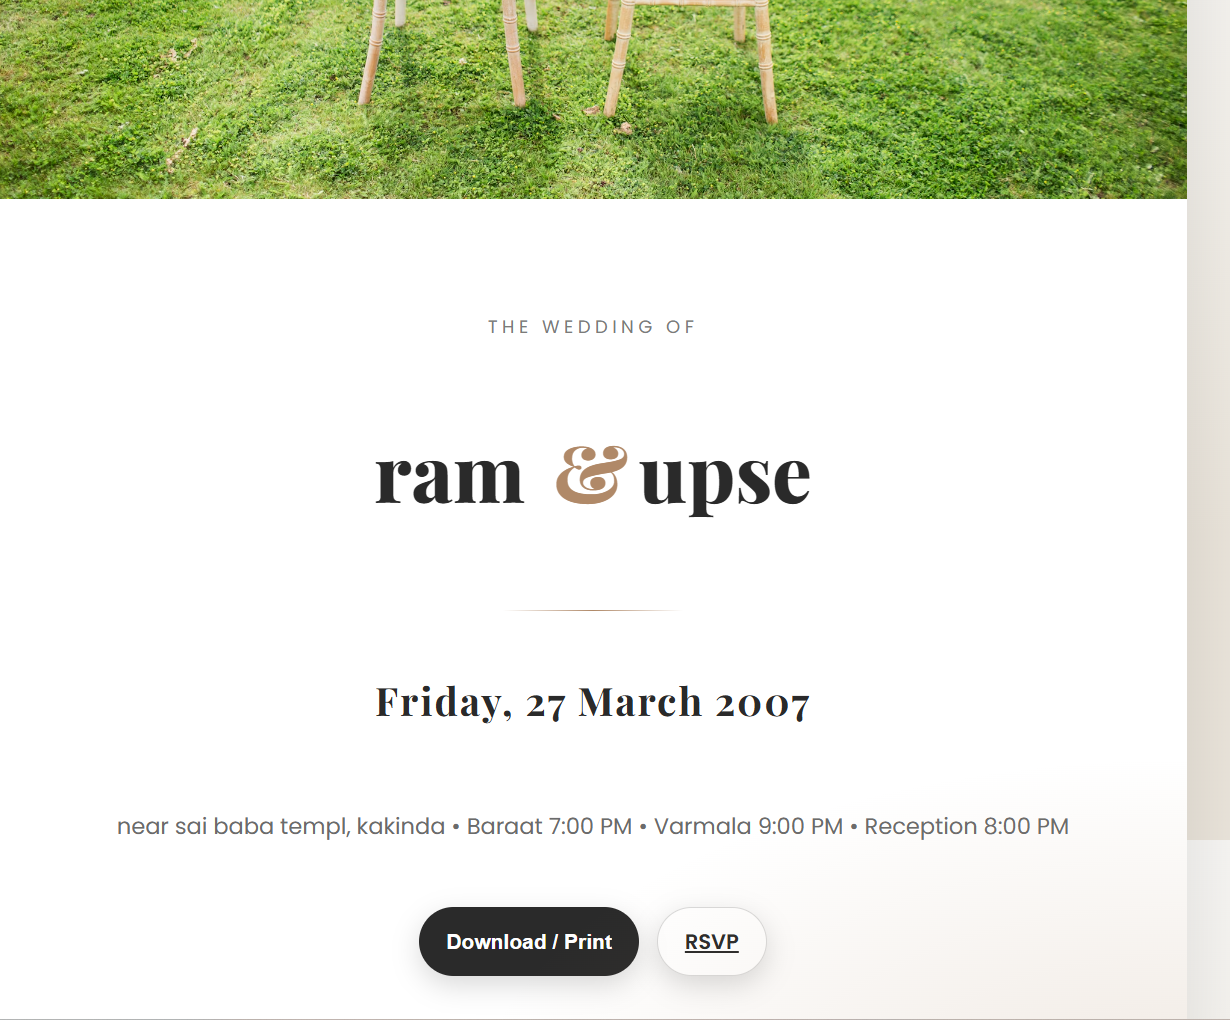 THE WEDDING OF
ram & upse
Friday, 27 March 2007
near sai baba templ, kakinda • Baraat 7:00 PM • Varmala 9:00 PM • Reception 8:00 PM
Download / Print RSVP